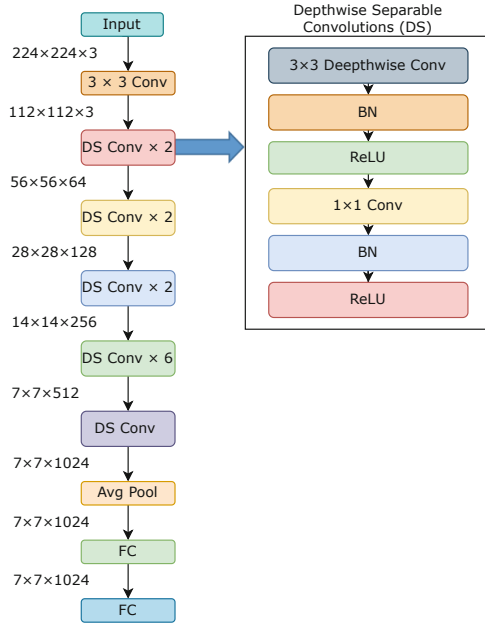 Input
224×224×3
3 × 3 Conv
112×112×3
DS Conv × 2
56×56×64
DS Conv × 2
28×28×128
DS Conv × 2
14×14×256
DS Conv × 6
7×7×512
DS Conv
7×7×1024
Avg Pool
7×7×1024
FC
7×7×1024
FC
Depthwise Separable
Convolutions (DS)
3×3 Deepthwise Conv
BN
ReLU
1×1 Conv
BN
ReLU